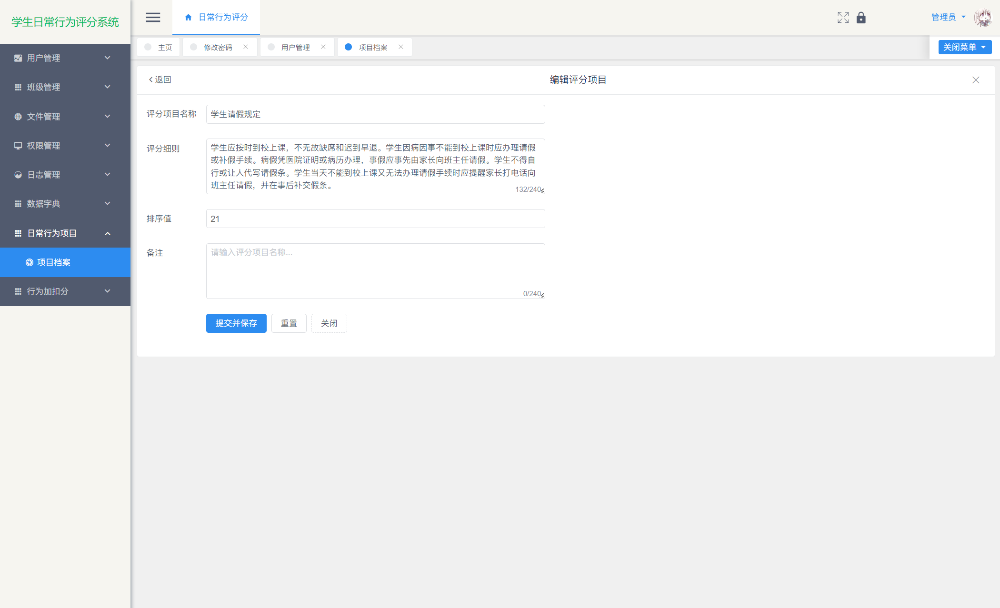 学生日常行为评分系统
日常行为评分
管理员
主页
修改密码
用户管理
项目档案
关闭菜单
用户管理
班级管理
文件管理
权限管理
日志管理
数据字典
日常行为项目
项目档案
行为加扣分
返回
编辑评分项目
评分项目名称
学生请假规定
评分细则
学生应按时到校上课，不无故缺席和迟到早退。学生因病因事不能到校上课时应办理请假
或补假手续。病假凭医院证明或病历办理，事假应事先由家长向班主任请假。学生不得自
行或让人代写请假条。学生当天不能到校上课又无法办理请假手续时应提醒家长打电话向
班主任请假，并在事后补交假条。
132/240
排序值
21
备注
请输入评分项目名称...
0/240
提交并保存
重置
关闭